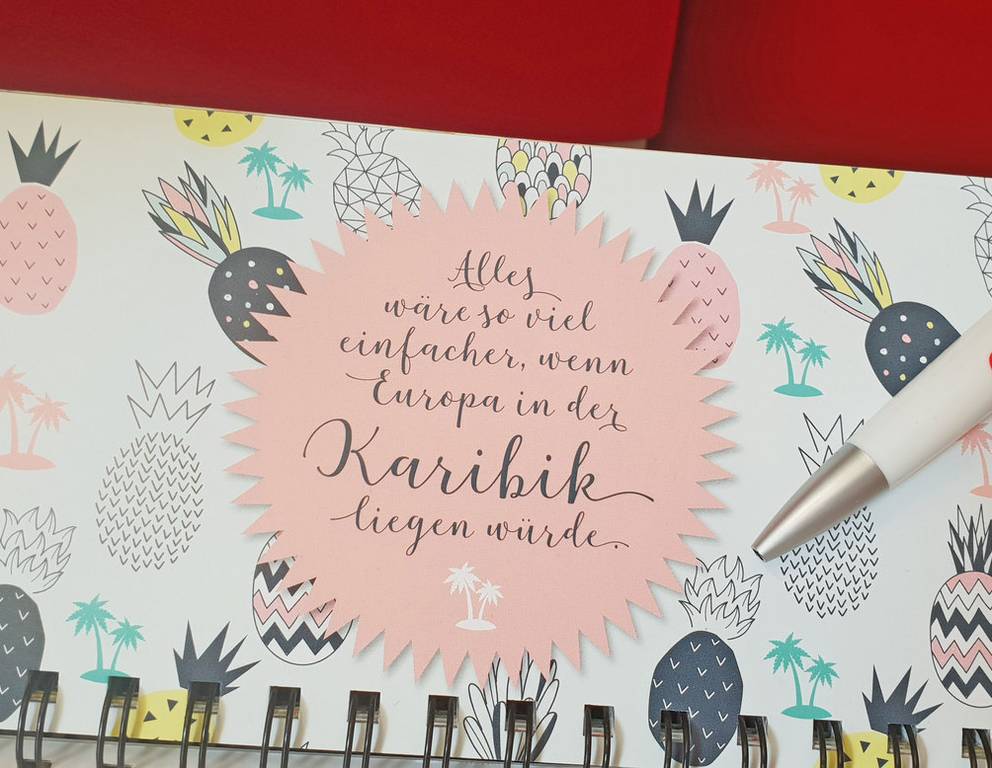 Alles
wäre so viel
einfacher, wenn
Europa in der
Karibik
liegen würde.